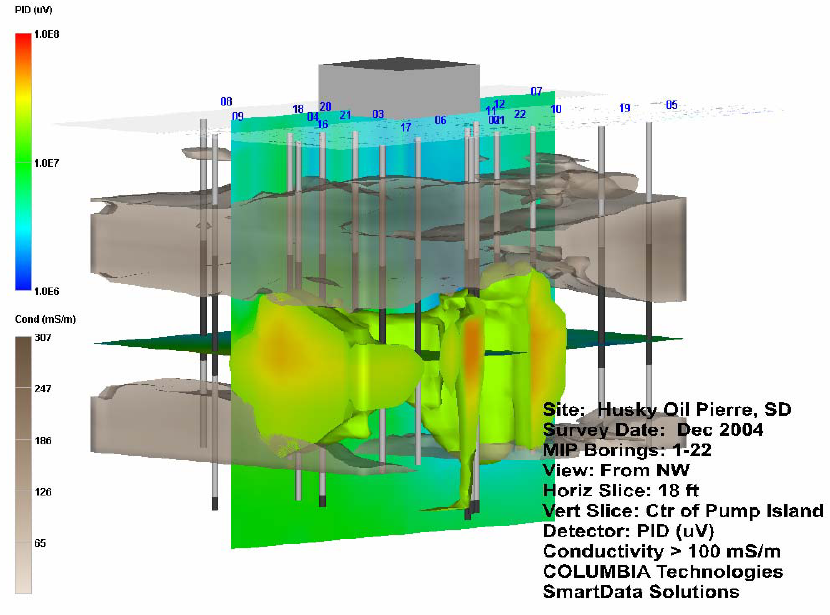 PID (uV)
1.0E8
1.0E7
1.0E6
Cond (mS/m)
307
247
186
126
65
08
09
18
20
04
16
21
03
17
06
12
11
22
07
10
19
05
Site: Husky Oil Pierre, SD
Survey Date: Dec 2004
MIP Borings: 1-22
View: From NW
Horiz Slice: 18 ft
Vert Slice: Ctr of Pump Island
Detector: PID (uV)
Conductivity > 100 mS/m
COLUMBIA Technologies
SmartData Solutions